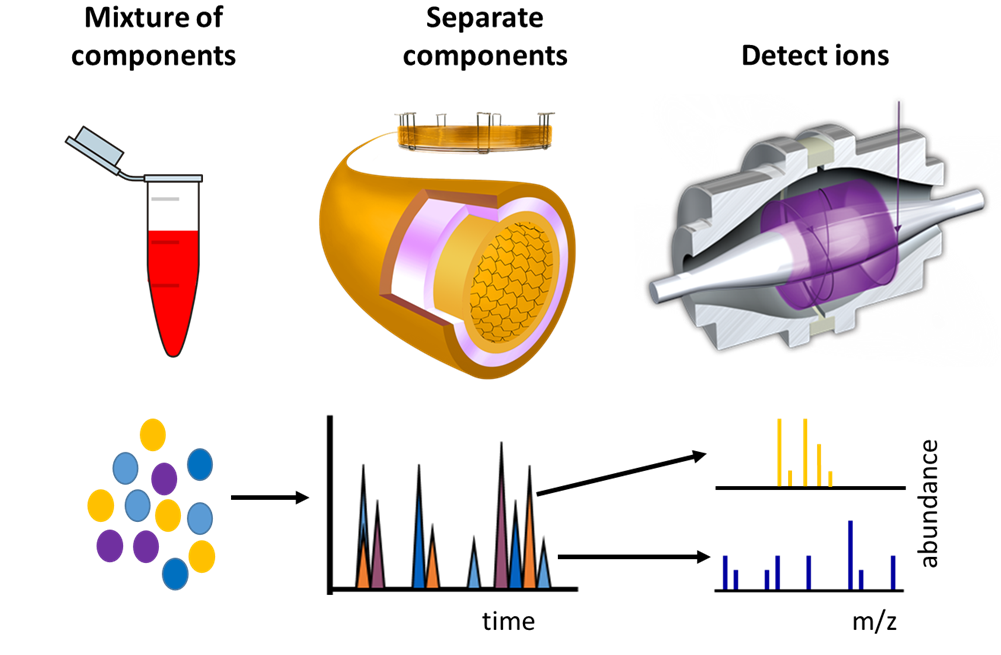 Mixture of
components
Separate
components
Detect ions
abundance
time
m/z